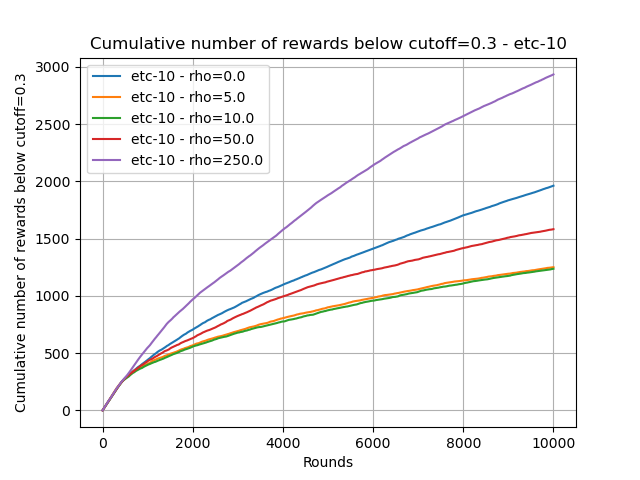 Cumulative number of rewards below cutoff=0.3 - etc-10
Cumulative number of rewards below cutoff=0.3
3000
2500
2000
1500
1000
500
0
etc-10 - rho=0.0
etc-10 - rho=5.0
etc-10 - rho=10.0
etc-10 - rho=50.0
etc-10 - rho=250.0
0 2000 4000 6000 8000 10000
Rounds